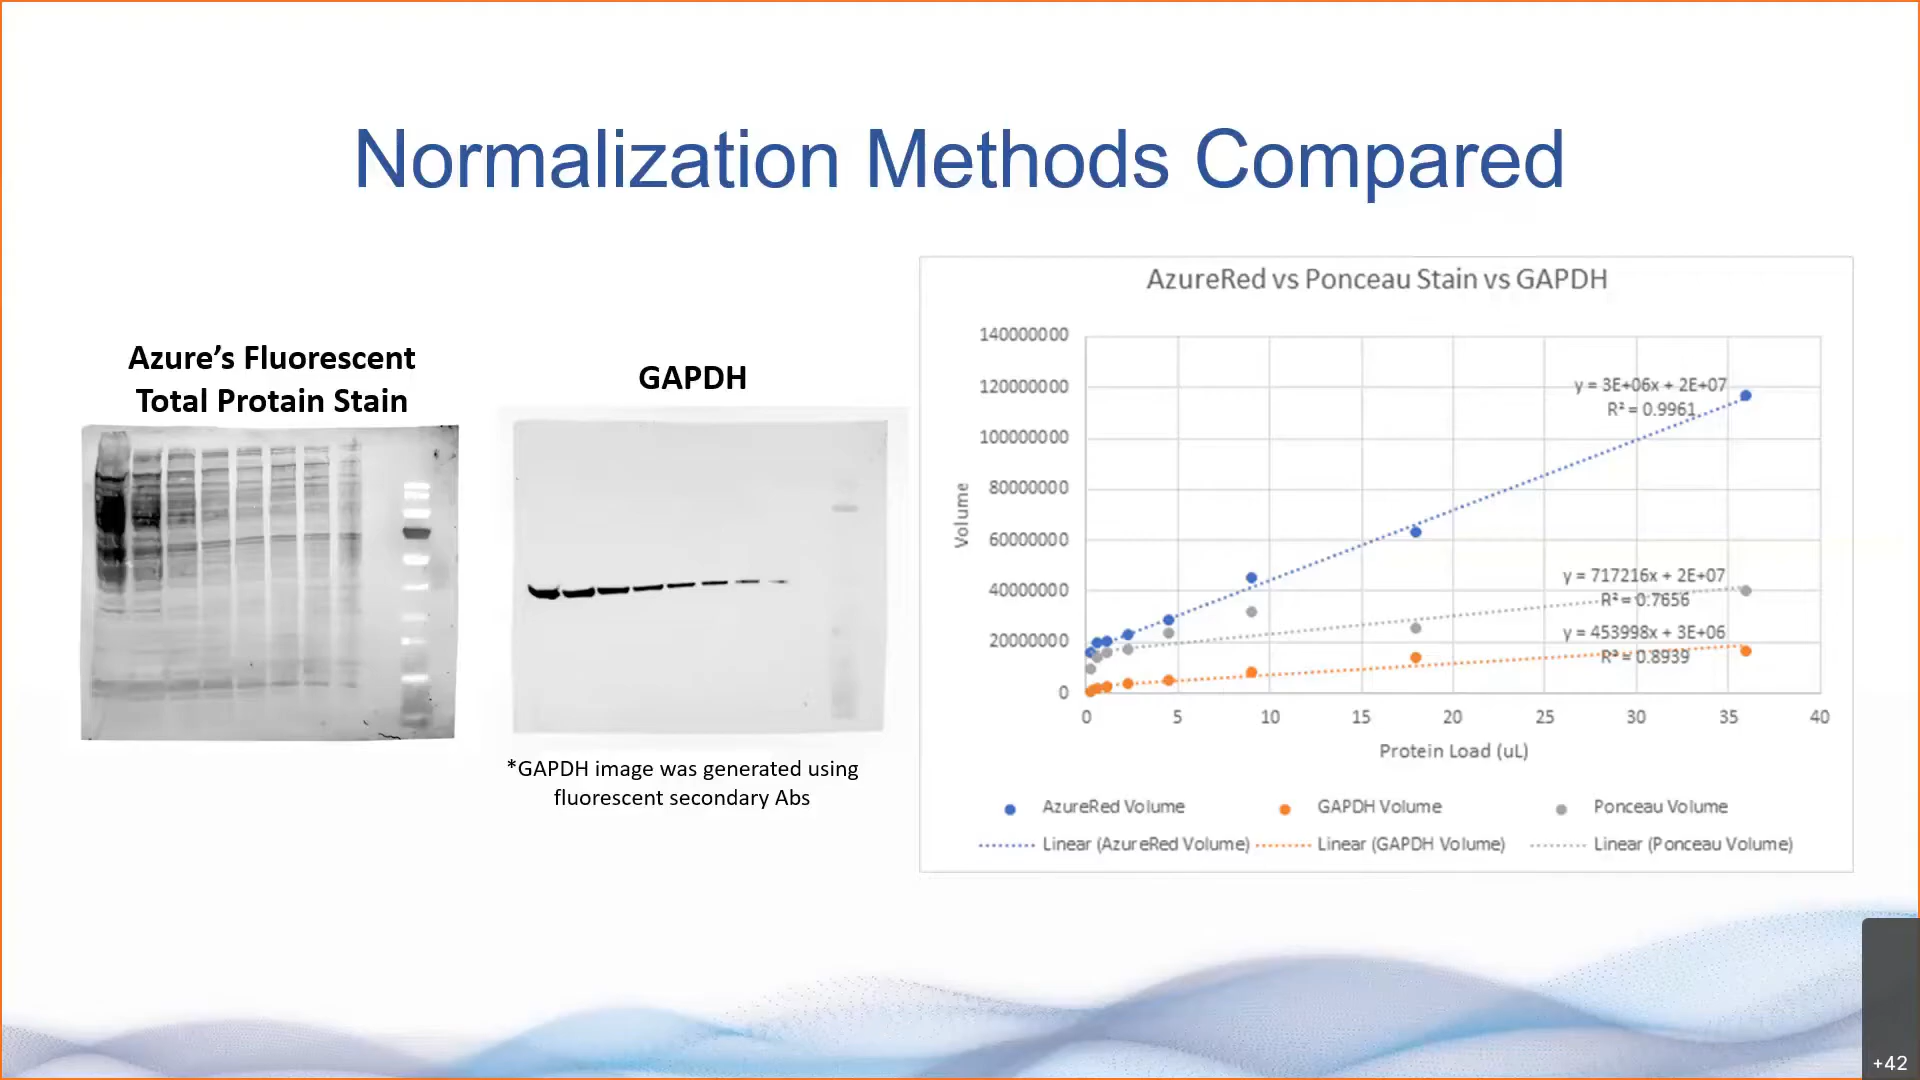 Normalization Methods Compared
Azure's Fluorescent
Total Protain Stain
GAPDH
*GAPDH image was generated using
fluorescent secondary Abs
AzureRed vs Ponceau Stain vs GAPDH
140000000
120000000
100000000
80000000
60000000
40000000
20000000
0
Volume
y = 3E+06x + 2E+07
R² = 0.9961
y = 717216x + 2E+07
R² = 0.7656
y = 453998x + 3E+06
R² = 0.8939
0 5 10 15 20 25 30 35 40
Protein Load (uL)
AzureRed Volume GAPDH Volume Ponceau Volume
Linear (AzureRed Volume) Linear (GAPDH Volume) Linear (Ponceau Volume)
+42